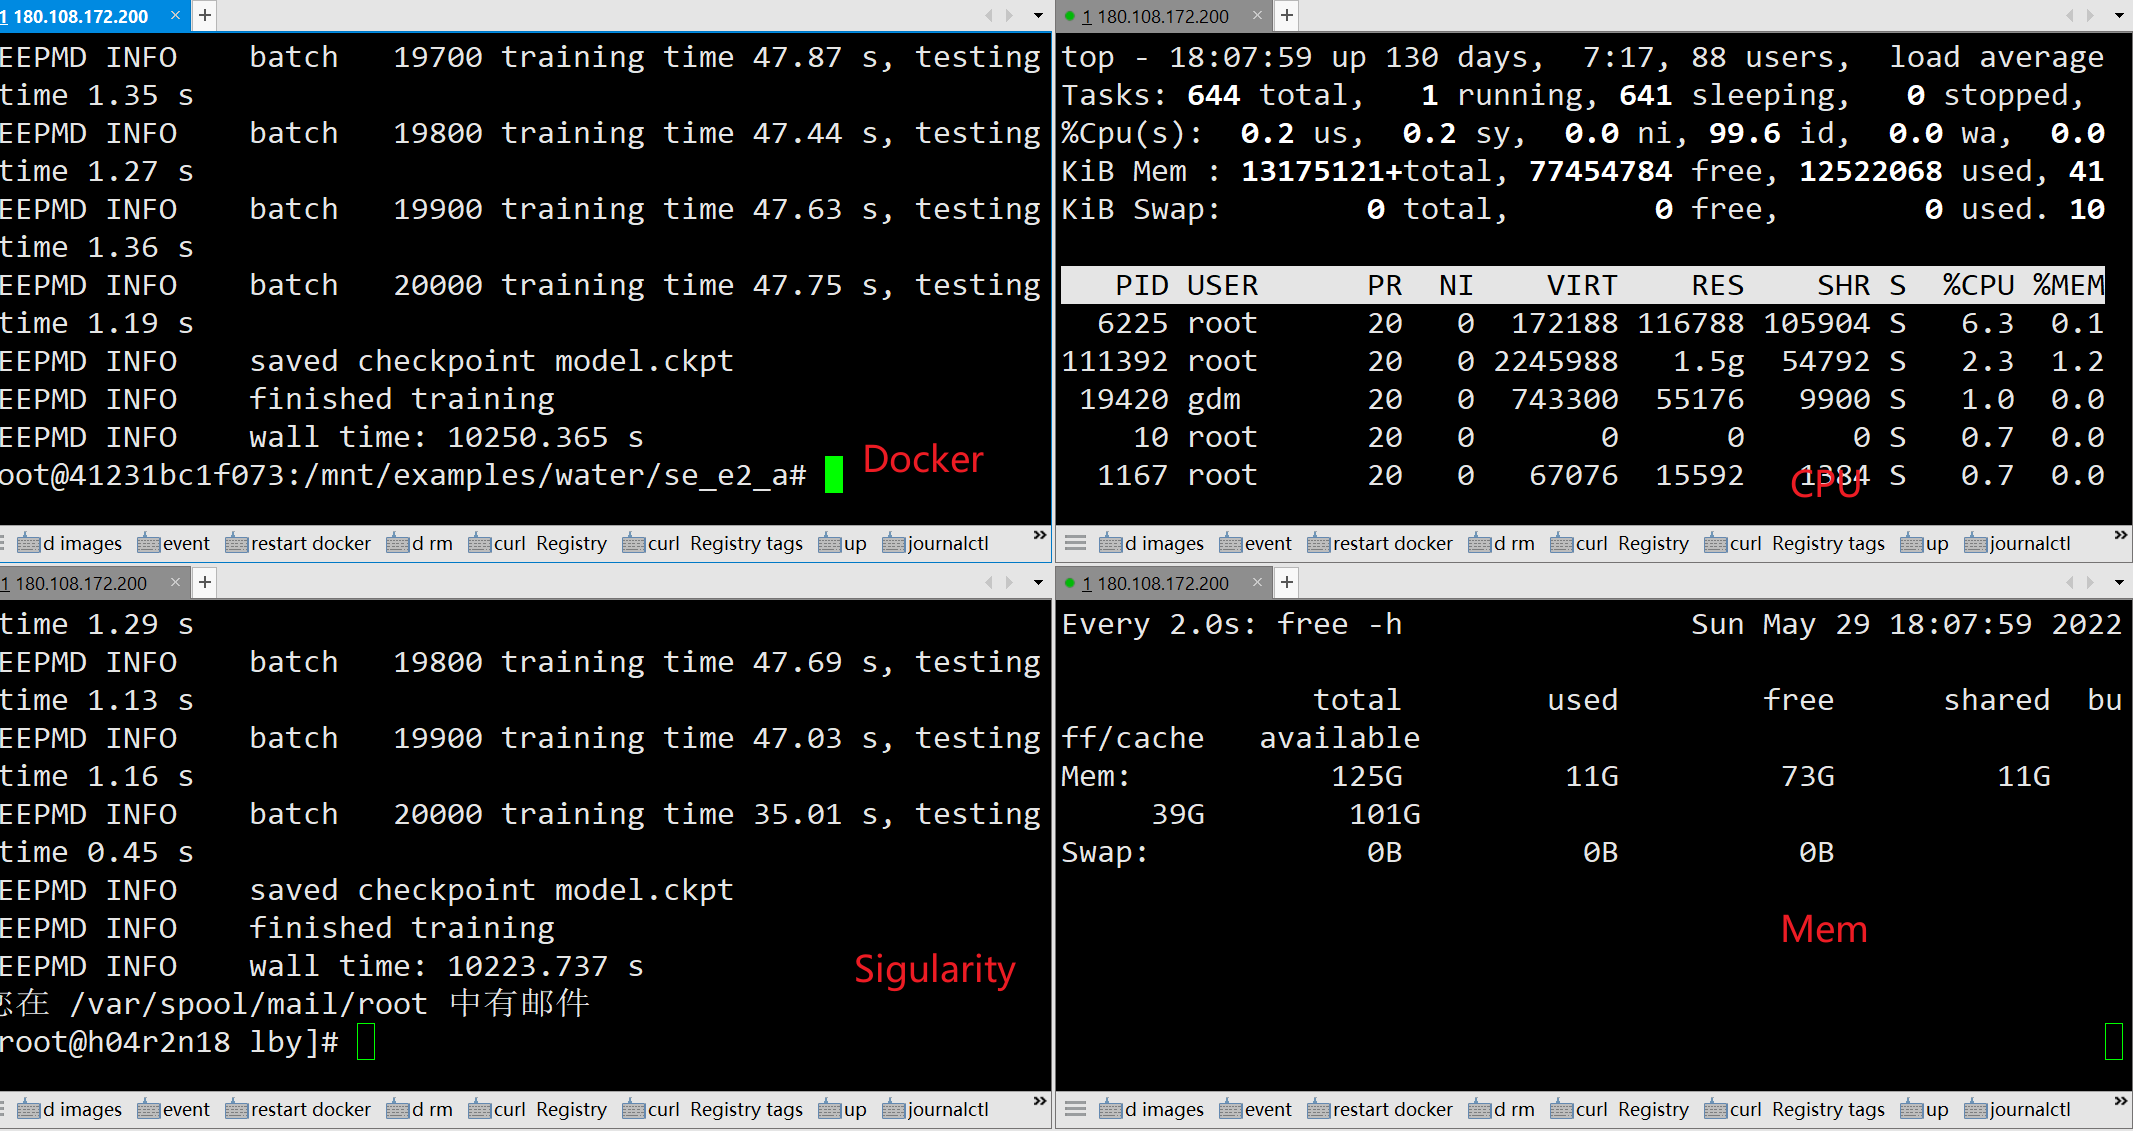 1 180.108.172.200 × +
EEPMD INFO    batch   19700 training time 47.87 s, testing
time 1.35 s
EEPMD INFO    batch   19800 training time 47.44 s, testing
time 1.27 s
EEPMD INFO    batch   19900 training time 47.63 s, testing
time 1.36 s
EEPMD INFO    batch   20000 training time 47.75 s, testing
time 1.19 s
EEPMD INFO    saved checkpoint model.ckpt
EEPMD INFO    finished training
EEPMD INFO    wall time: 10250.365 s
oot@41231bc1f073:/mnt/examples/water/se_e2_a#
Docker
d images event restart docker d rm curl Registry curl Registry tags up journalctl »
1 180.108.172.200 × +
top - 18:07:59 up 130 days,  7:17, 88 users,  load average
Tasks: 644 total,   1 running, 641 sleeping,   0 stopped,
%Cpu(s):  0.2 us,  0.2 sy,  0.0 ni, 99.6 id,  0.0 wa,  0.0
KiB Mem : 13175121+total, 77454784 free, 12522068 used, 41
KiB Swap:        0 total,        0 free,        0 used. 10
PID USER      PR  NI    VIRT    RES    SHR S  %CPU %MEM
6225 root      20   0  172188 116788 105904 S   6.3  0.1
111392 root      20   0 2245988   1.5g  54792 S   2.3  1.2
19420 gdm       20   0  743300  55176   9900 S   1.0  0.0
10 root      20   0       0      0      0 S   0.7  0.0
1167 root      20   0   67076  15592   1384 S   0.7  0.0
CPU
d images event restart docker d rm curl Registry curl Registry tags up journalctl »
1 180.108.172.200 × +
time 1.29 s
EEPMD INFO    batch   19800 training time 47.69 s, testing
time 1.13 s
EEPMD INFO    batch   19900 training time 47.03 s, testing
time 1.16 s
EEPMD INFO    batch   20000 training time 35.01 s, testing
time 0.45 s
EEPMD INFO    saved checkpoint model.ckpt
EEPMD INFO    finished training
EEPMD INFO    wall time: 10223.737 s
您在 /var/spool/mail/root 中有邮件
root@h04r2n18 lby]#
Sigularity
d images event restart docker d rm curl Registry curl Registry tags up journalctl »
1 180.108.172.200 × +
Every 2.0s: free -h                Sun May 29 18:07:59 2022
total        used        free      shared  bu
ff/cache   available
Mem:           125G         11G         73G         11G
39G        101G
Swap:            0B          0B          0B
Mem
d images event restart docker d rm curl Registry curl Registry tags up journalctl »